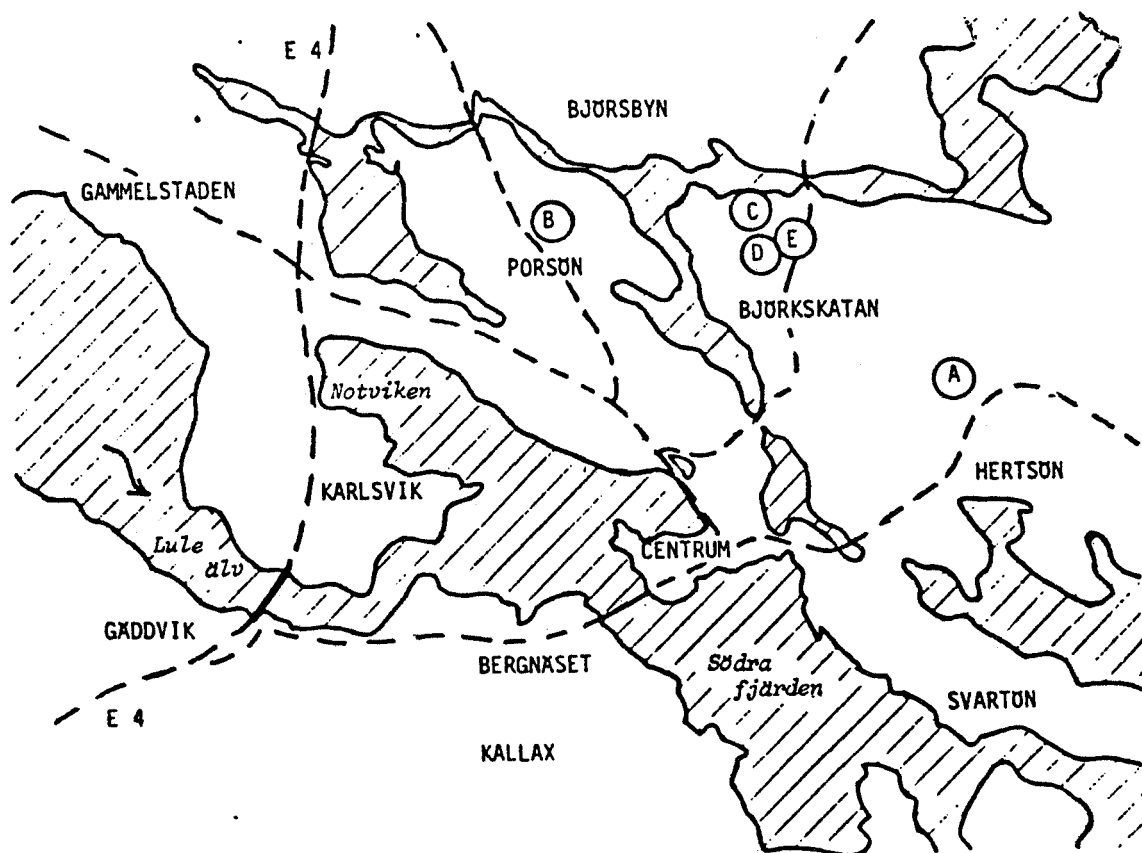 E 4
BJÖRSBYN
GAMMELSTADEN
B
C
D
E
PORSÖN
BJÖRKSKATAN
A
Notviken
KARLSVIK
HERTSÖN
Lule
älv
CENTRUM
GÄDDVIK
BERGNÄSET
Södra
fjärden
SVARTÖN
E 4
KALLAX